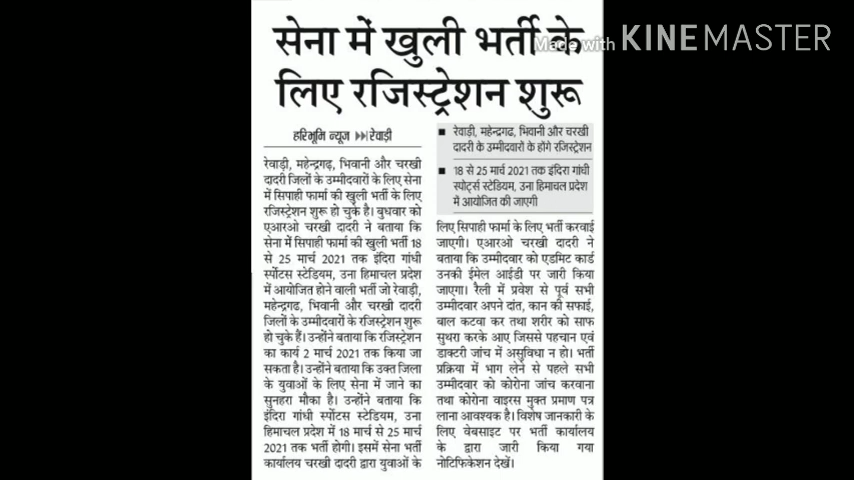 सेना में खुली भर्ती के
लिए रजिस्ट्रेशन शुरू
Made with KINEMASTER
हरिभूमि न्यूज ▶▶| रेवाड़ी
रेवाड़ी, महेन्द्रगढ़, भिवानी और चरखी
दादरी जिलों के उम्मीदवारों के लिए सेना
में सिपाही फार्मा की खुली भर्ती के लिए
रजिस्ट्रेशन शुरू हो चुके है। बुधवार को
एआरओ चरखी दादरी ने बताया कि
सेना में सिपाही फार्मा की खुली भर्ती 18
से 25 मार्च 2021 तक इंदिरा गांधी
स्पोंटस स्टेडियम, उना हिमाचल प्रदेश
में आयोजित होने वाली भर्ती जो रेवाड़ी,
महेन्द्रगढ, भिवानी और चरखी दादरी
जिलों के उम्मीदवारों के रजिस्ट्रेशन शुरू
हो चुके हैं। उन्होंने बताया कि रजिस्ट्रेशन
का कार्य 2 मार्च 2021 तक किया जा
सकता है। उन्होंने बताया कि उक्त जिला
के युवाओं के लिए सेना में जाने का
सुनहरा मौका है। उन्होंने बताया कि
इंदिरा गांधी स्पोंटस स्टेडियम, उना
हिमाचल प्रदेश में 18 मार्च से 25 मार्च
2021 तक भर्ती होगी। इसमें सेना भर्ती
कार्यालय चरखी दादरी द्वारा युवाओं के
■ रेवाड़ी, महेन्द्रगढ, भिवानी और चरखी
दादरी के उम्मीदवारों के होंगे रजिस्ट्रेशन
■ 18 से 25 मार्च 2021 तक इंदिरा गांधी
स्पोर्ट्स स्टेडियम, उना हिमाचल प्रदेश
में आयोजित की जाएगी
लिए सिपाही फार्मा के लिए भर्ती करवाई
जाएगी। एआरओ चरखी दादरी ने
बताया कि उम्मीदवार को एडमिट कार्ड
उनकी ईमेल आईडी पर जारी किया
जाएगा। रैली में प्रवेश से पूर्व सभी
उम्मीदवार अपने दांत, कान की सफाई,
बाल कटवा कर तथा शरीर को साफ
सुथरा करके आए जिससे पहचान एवं
डाक्टरी जांच में असुविधा न हो। भर्ती
प्रक्रिया में भाग लेने से पहले सभी
उम्मीदवार को कोरोना जांच करवाना
तथा कोरोना वाइरस मुक्त प्रमाण पत्र
लाना आवश्यक है। विशेष जानकारी के
लिए वेबसाइट पर भर्ती कार्यालय
के द्वारा जारी किया गया
नोटिफिकेशन देखें।